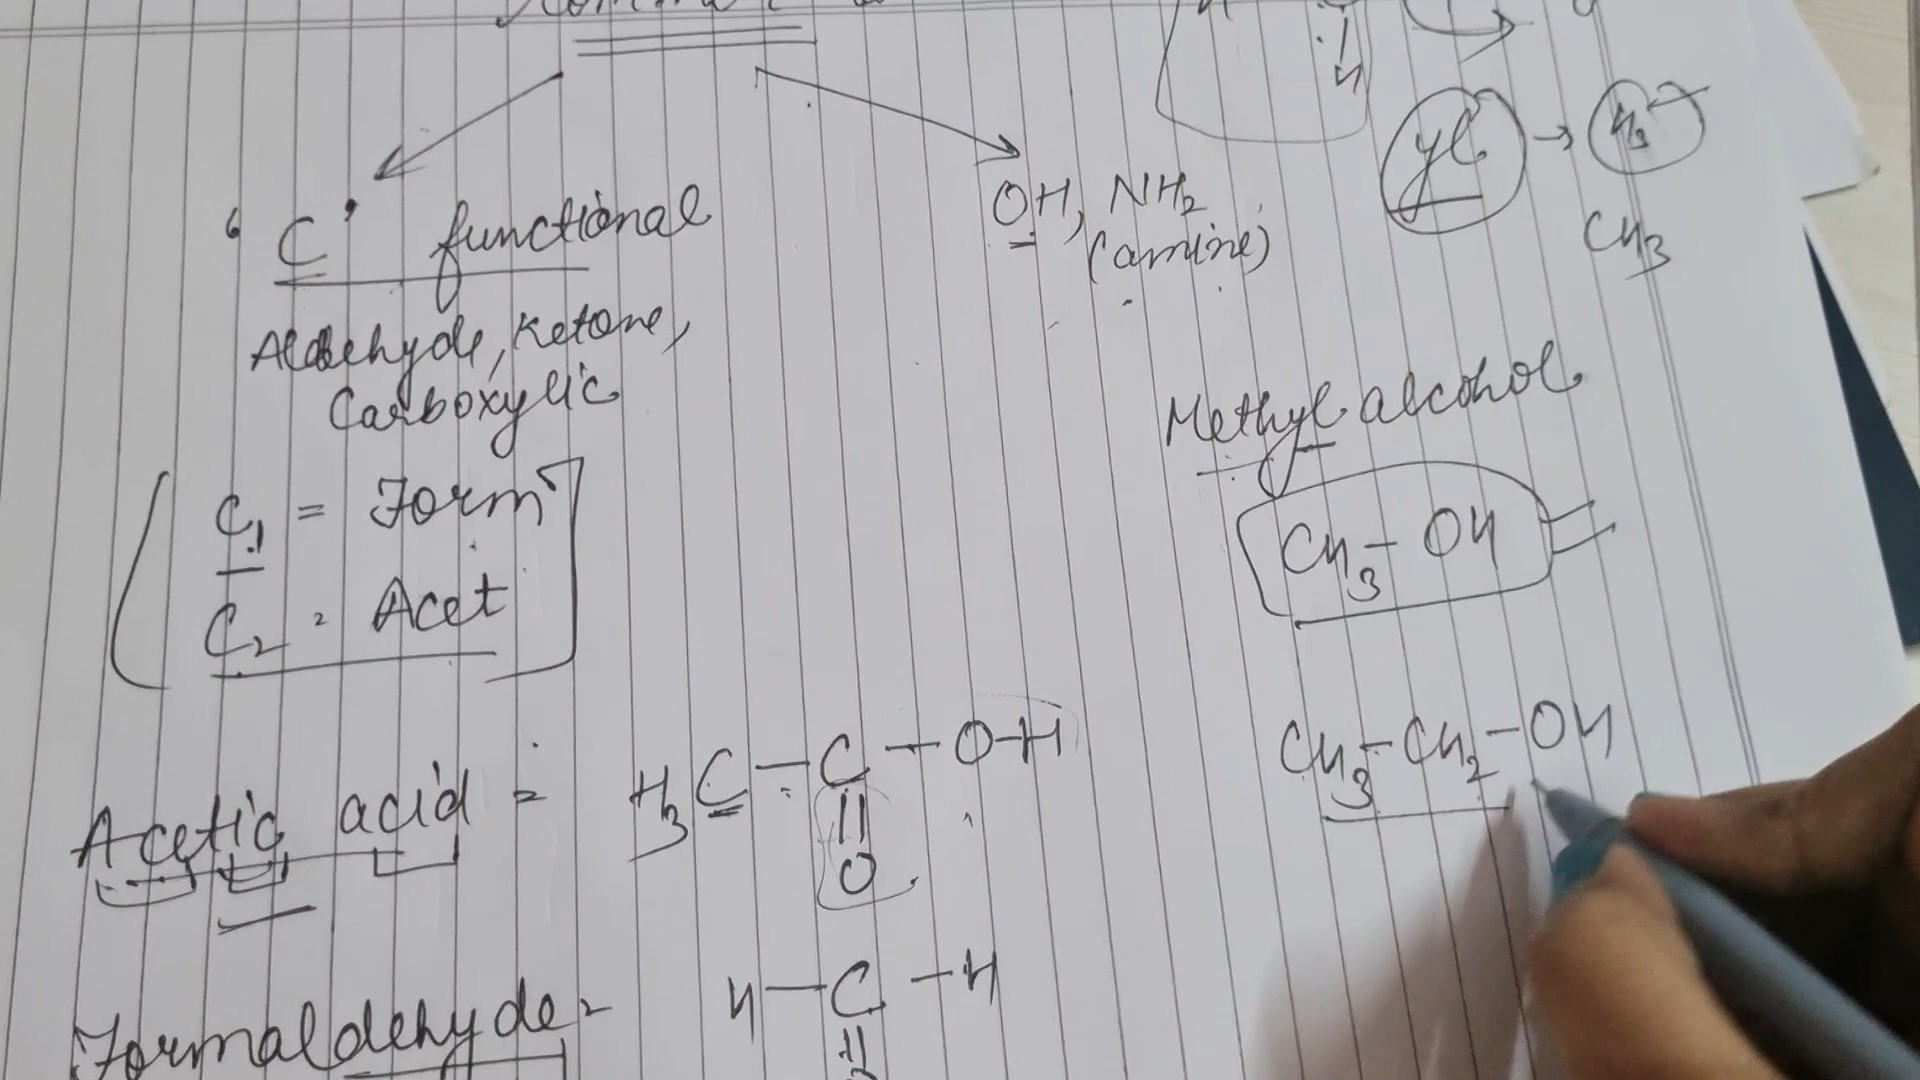 "C" functional
Aldehyde, Ketone,
Carboxylic
C1 = Form
C2 = Acet
Acetic acid = H3C - C - O-H
||
O
Formaldehyde = H - C - H
||
OH, NH2
(amine)
yl →
CH3
Methyl alcohol
CH3 - OH
CH3 - CH2 - OH